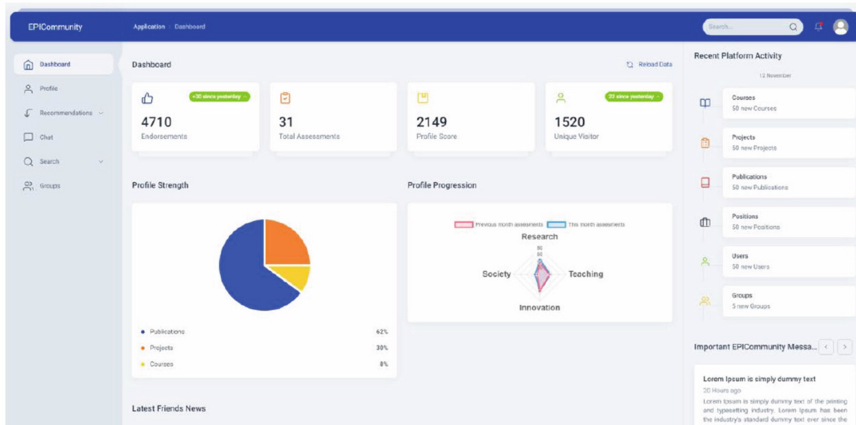 EPICommunity
Application Dashboard
Search...
Dashboard
Profile
Recommendations
Chat
Search
Groups
Dashboard
Reload Data
since yesterday
4710
Endorsements
31
Total Assessments
2149
Profile Score
since yesterday
1520
Unique Visitor
Profile Strength
Publications 62%
Projects 30%
Courses 8%
Profile Progression
Previous month assessments This month assessments
Research
Society
Teaching
Innovation
Latest Friends News
Recent Platform Activity
12 November
Courses
50 new Courses
Projects
50 new Projects
Publications
50 new Publications
Positions
50 new Positions
Users
50 new Users
Groups
5 new Groups
Important EPICommunity Messa...
Lorem Ipsum is simply dummy text
20 Hours ago
Lorem Ipsum is simply dummy text of the printing
and typesetting industry. Lorem Ipsum has been
the industry's standard dummy text ever since the